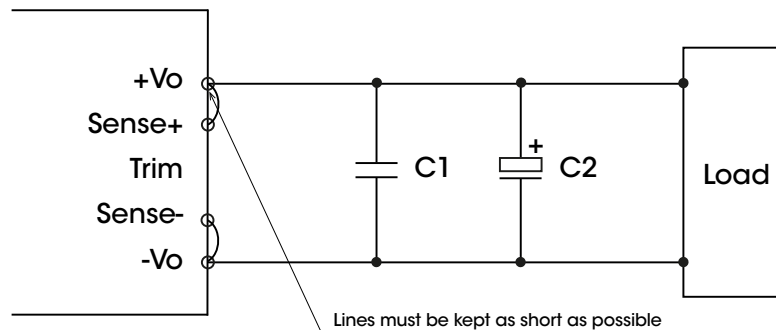 +Vo
Sense+
Trim
Sense-
-Vo
C1
+
C2
Load
Lines must be kept as short as possible